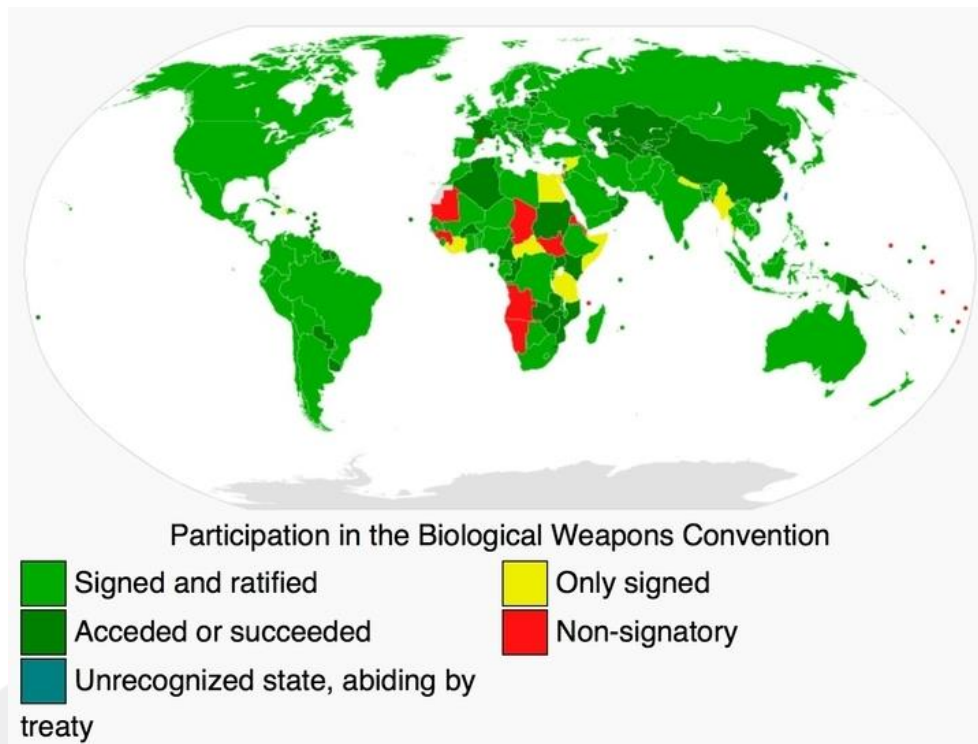 Participation in the Biological Weapons Convention
Signed and ratified
Only signed
Acceded or succeeded
Non-signatory
Unrecognized state, abiding by
treaty